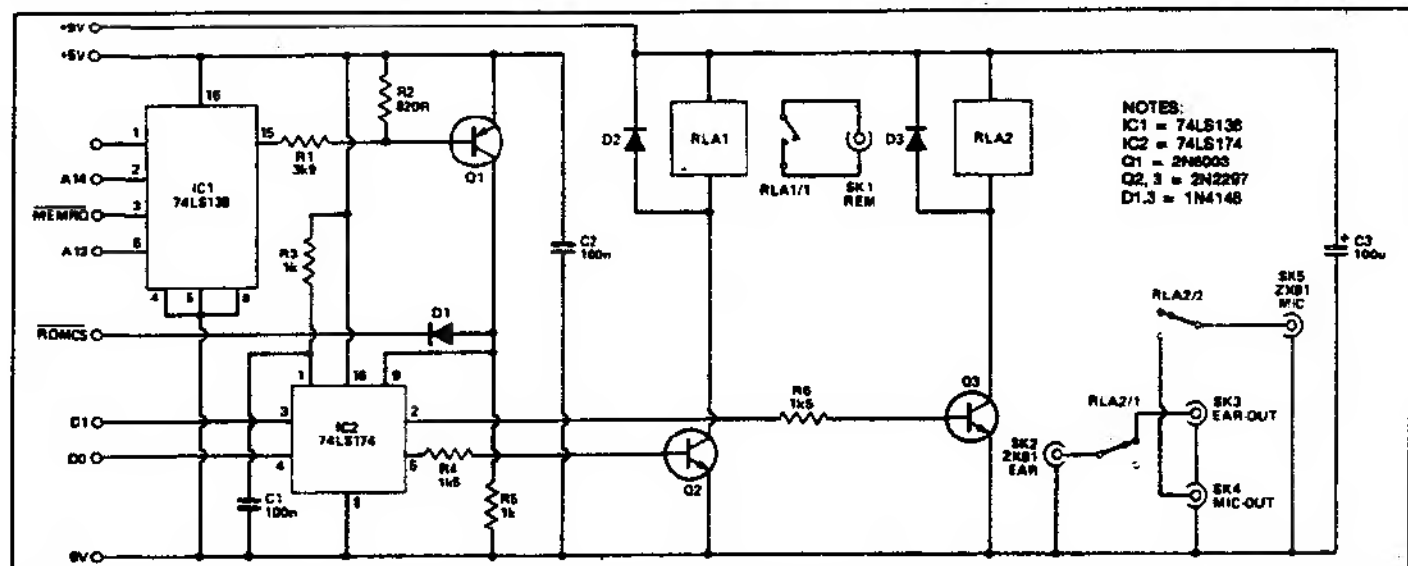 +9V
+5V
16
1
2
3
6
15
A14
MEMRQ
A13
IC1
74LS138
4
5
8
R1
3k9
R2
820R
Q1
R3
1k
C2
100n
D1
ROMCS
1
16
9
D1
D0
3
4
IC2
74LS174
2
5
8
C1
100n
R4
1k5
R5
1k
0V
D2
RLA1
RLA1/1
SK1
REM
D3
RLA2
R6
1k5
Q2
Q3
NOTES:
IC1 = 74LS138
IC2 = 74LS174
Q1 = 2N6003
Q2, 3 = 2N2297
D1.3 = 1N4148
C3
100u
+
RLA2/2
SK5
ZX81
MIC
RLA2/1
SK3
EAR-OUT
SK2
ZX81
EAR
SK4
MIC-OUT